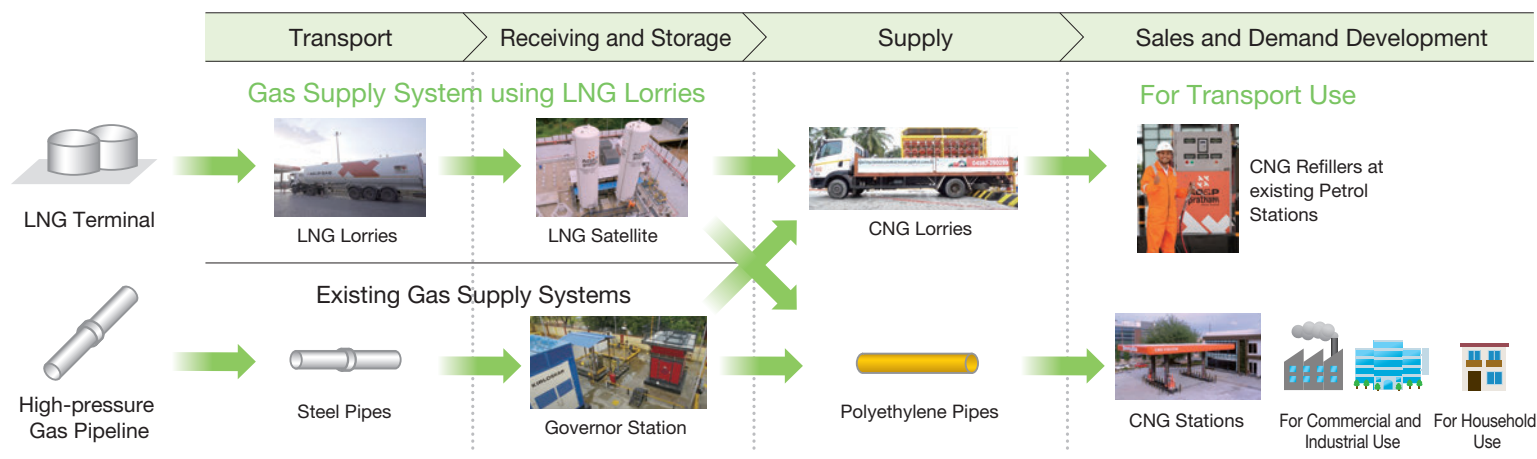 Transport
Receiving and Storage
Supply
Sales and Demand Development
Gas Supply System using LNG Lorries
For Transport Use
LNG Terminal
LNG Lorries
LNG Satellite
CNG Lorries
CNG Refillers at
existing Petrol
Stations
Existing Gas Supply Systems
High-pressure
Gas Pipeline
Steel Pipes
Governor Station
Polyethylene Pipes
CNG Stations
For Commercial and
Industrial Use
For Household
Use